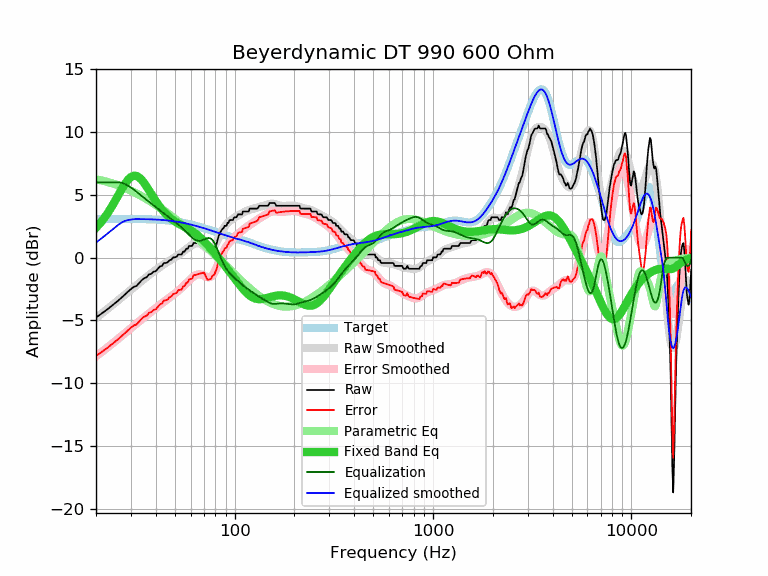 Beyerdynamic DT 990 600 Ohm
15
10
5
0
−5
−10
−15
−20
Amplitude (dBr)
Target
Raw Smoothed
Error Smoothed
Raw
Error
Parametric Eq
Fixed Band Eq
Equalization
Equalized smoothed
100 1000 10000
Frequency (Hz)